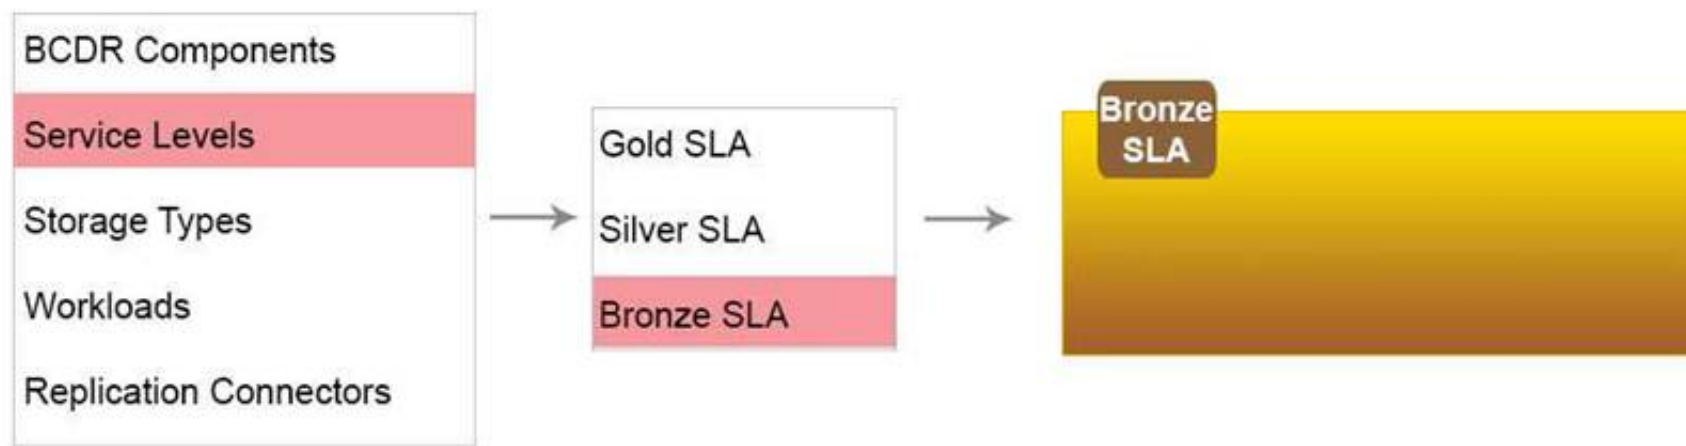 BCDR Components
Service Levels
Storage Types
Workloads
Replication Connectors
Gold SLA
Silver SLA
Bronze SLA
Bronze
SLA